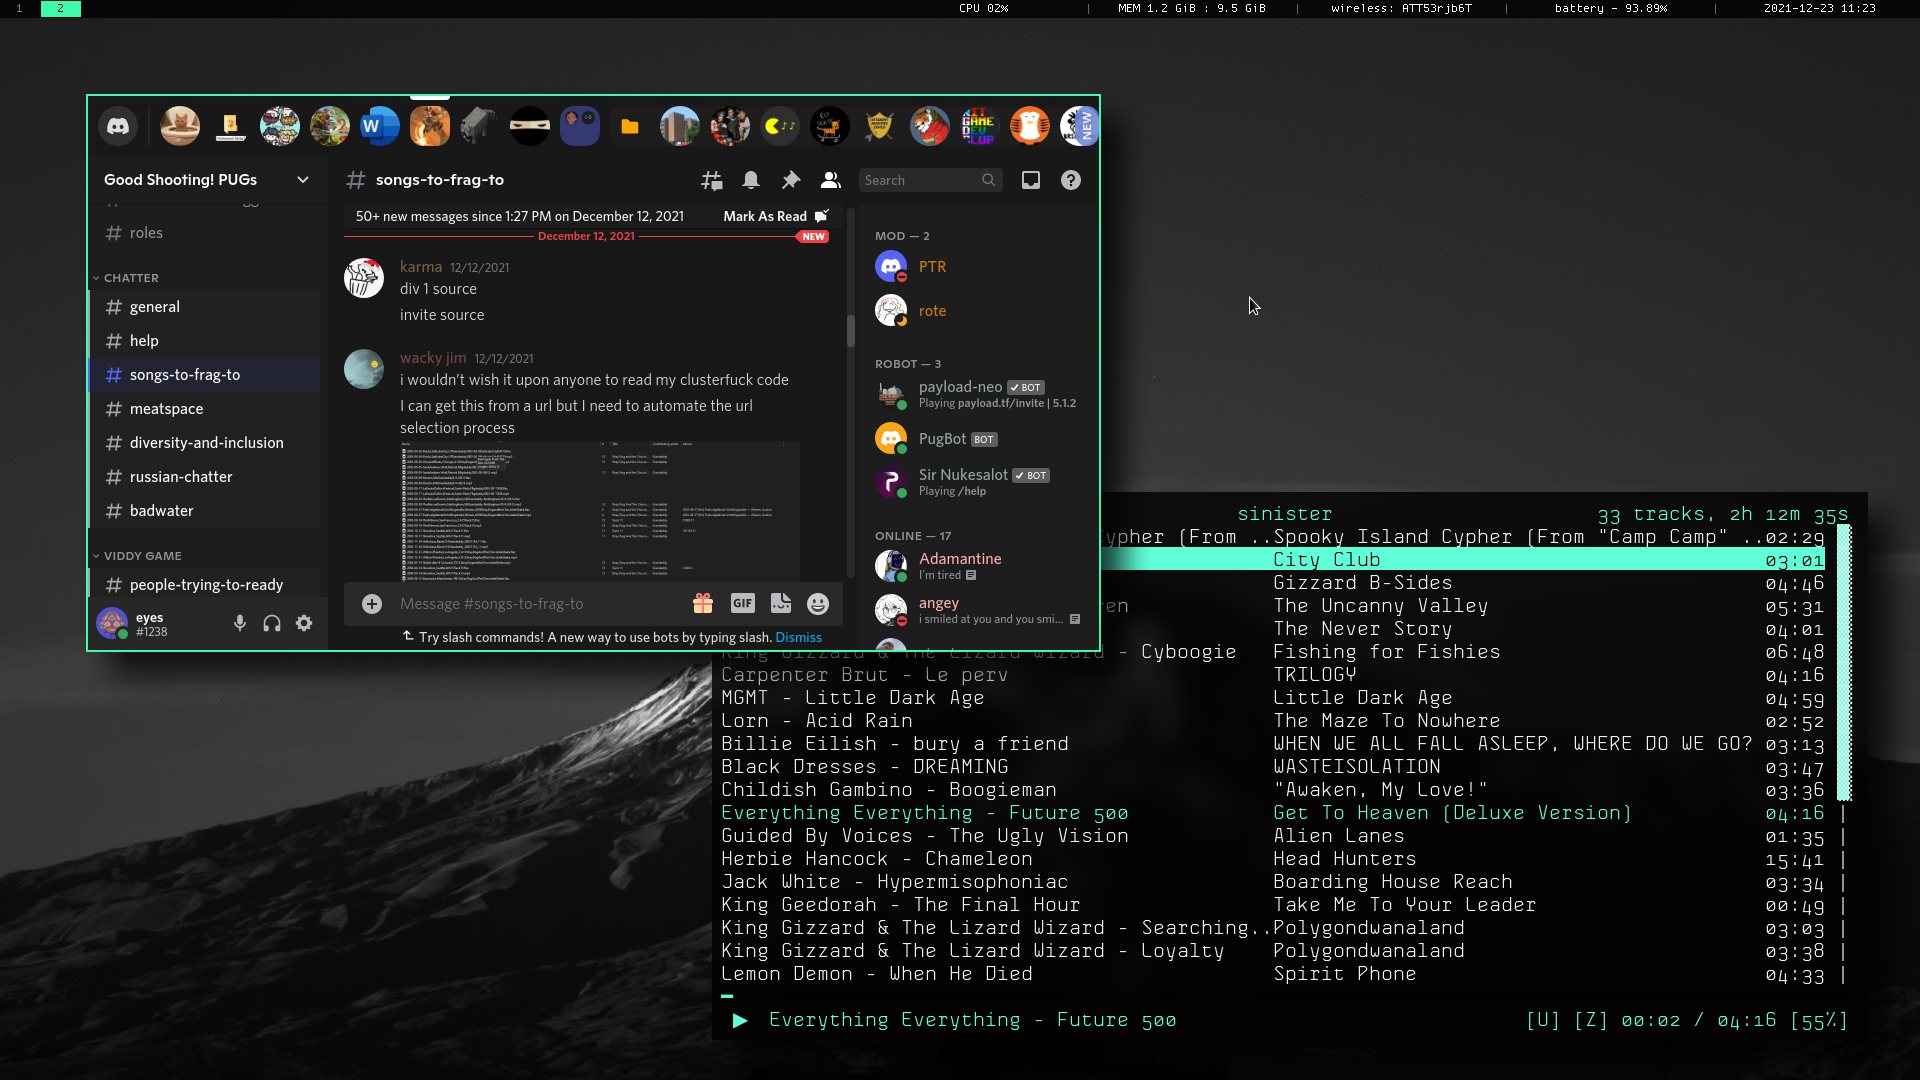 1 2 CPU 02% | MEM 1.2 GiB : 9.5 GiB | wireless: ATT53rjb6T | battery - 93.89% | 2021-12-23 11:23
W
IT GAME DEV CLUB
NEW
Good Shooting! PUGs
# songs-to-frag-to
Search
# roles
CHATTER
# general
# help
# songs-to-frag-to
# meatspace
# diversity-and-inclusion
# russian-chatter
# badwater
VIDDY GAME
# people-trying-to-ready
eyes
#1238
50+ new messages since 1:27 PM on December 12, 2021 Mark As Read
December 12, 2021 NEW
karma 12/12/2021
div 1 source
invite source
wacky jim 12/12/2021
i wouldn't wish it upon anyone to read my clusterfuck code
I can get this from a url but I need to automate the url
selection process
Message #songs-to-frag-to
GIF
Try slash commands! A new way to use bots by typing slash. Dismiss
MOD — 2
PTR
rote
ROBOT — 3
payload-neo BOT
Playing payload.tf/invite | 5.1.2
PugBot BOT
Sir Nukesalot BOT
Playing /help
ONLINE — 17
Adamantine
I'm tired
angey
i smiled at you and you smi...
sinister 33 tracks, 2h 12m 35s
ypher (From ..Spooky Island Cypher (From "Camp Camp" ..02:29
City Club 03:01
Gizzard B-Sides 04:46
en The Uncanny Valley 05:31
The Never Story 04:01
King Gizzard & The Lizard Wizard - Cyboogie Fishing for Fishies 06:48
Carpenter Brut - Le perv TRILOGY 04:16
MGMT - Little Dark Age Little Dark Age 04:59
Lorn - Acid Rain The Maze To Nowhere 02:52
Billie Eilish - bury a friend WHEN WE ALL FALL ASLEEP, WHERE DO WE GO? 03:13
Black Dresses - DREAMING WASTEISOLATION 03:47
Childish Gambino - Boogieman "Awaken, My Love!" 03:36
Everything Everything - Future 500 Get To Heaven (Deluxe Version) 04:16
Guided By Voices - The Ugly Vision Alien Lanes 01:35
Herbie Hancock - Chameleon Head Hunters 15:41
Jack White - Hypermisophoniac Boarding House Reach 03:34
King Geedorah - The Final Hour Take Me To Your Leader 00:49
King Gizzard & The Lizard Wizard - Searching..Polygondwanaland 03:03
King Gizzard & The Lizard Wizard - Loyalty Polygondwanaland 03:38
Lemon Demon - When He Died Spirit Phone 04:33
▶ Everything Everything - Future 500 [U] [Z] 00:02 / 04:16 [55%]